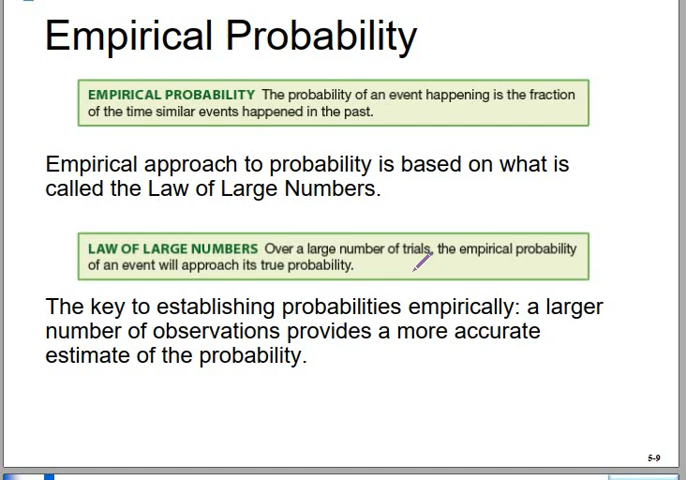 Empirical Probability
EMPIRICAL PROBABILITY The probability of an event happening is the fraction
of the time similar events happened in the past.
Empirical approach to probability is based on what is
called the Law of Large Numbers.
LAW OF LARGE NUMBERS Over a large number of trials, the empirical probability
of an event will approach its true probability.
The key to establishing probabilities empirically: a larger
number of observations provides a more accurate
estimate of the probability.
5-9